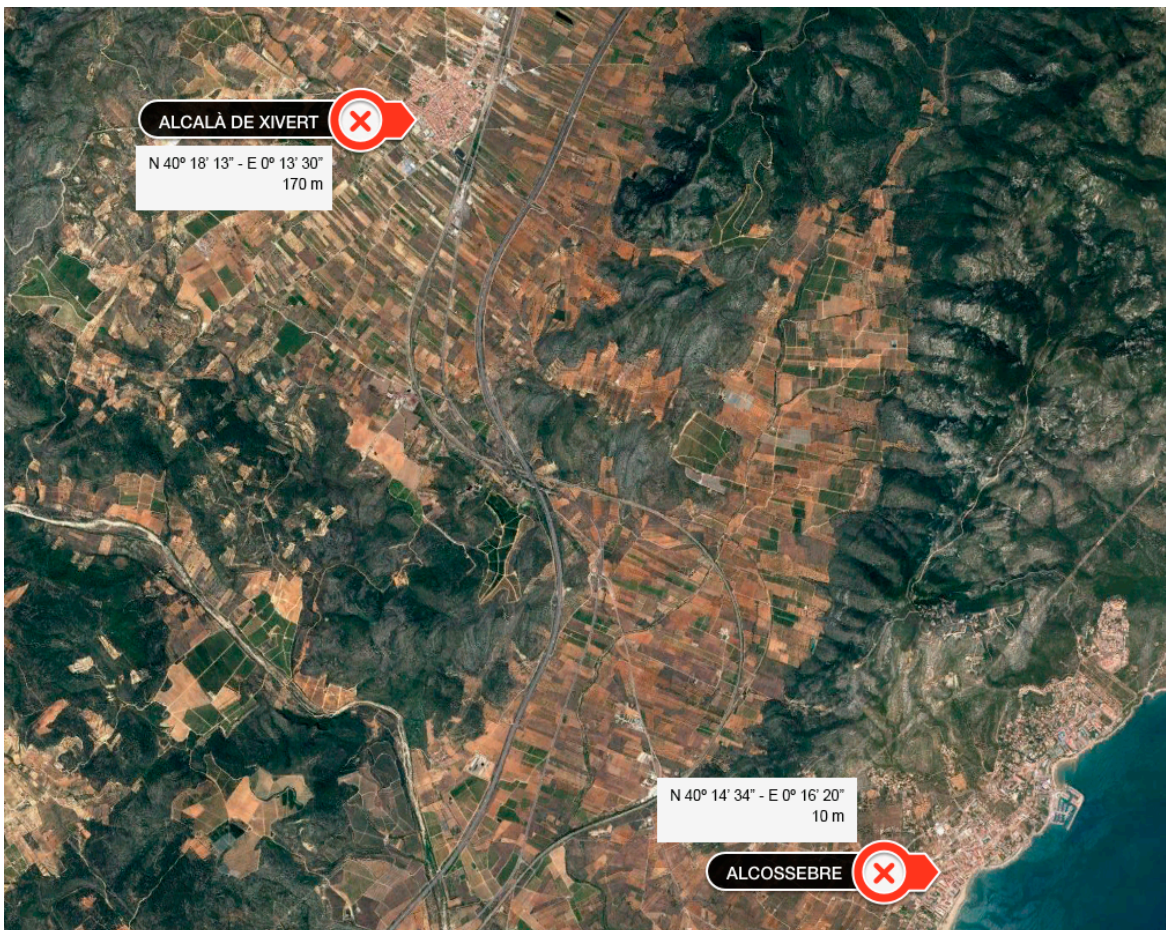 ALCALÀ DE XIVERT
N 40º 18’ 13” - E 0º 13’ 30”
170 m
N 40º 14’ 34” - E 0º 16’ 20”
10 m
ALCOSSEBRE